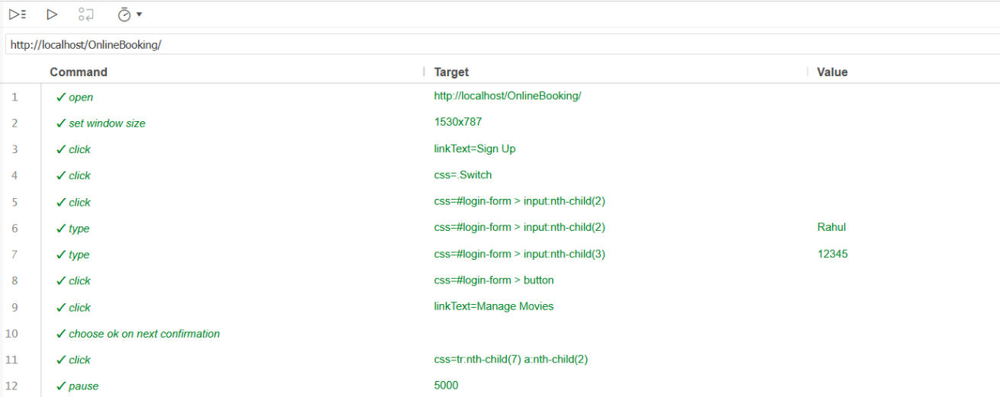 http://localhost/OnlineBooking/
Command Target Value
1 ✓ open http://localhost/OnlineBooking/
2 ✓ set window size 1530x787
3 ✓ click linkText=Sign Up
4 ✓ click css=.Switch
5 ✓ click css=#login-form > input:nth-child(2)
6 ✓ type css=#login-form > input:nth-child(2) Rahul
7 ✓ type css=#login-form > input:nth-child(3) 12345
8 ✓ click css=#login-form > button
9 ✓ click linkText=Manage Movies
10 ✓ choose ok on next confirmation
11 ✓ click css=tr:nth-child(7) a:nth-child(2)
12 ✓ pause 5000